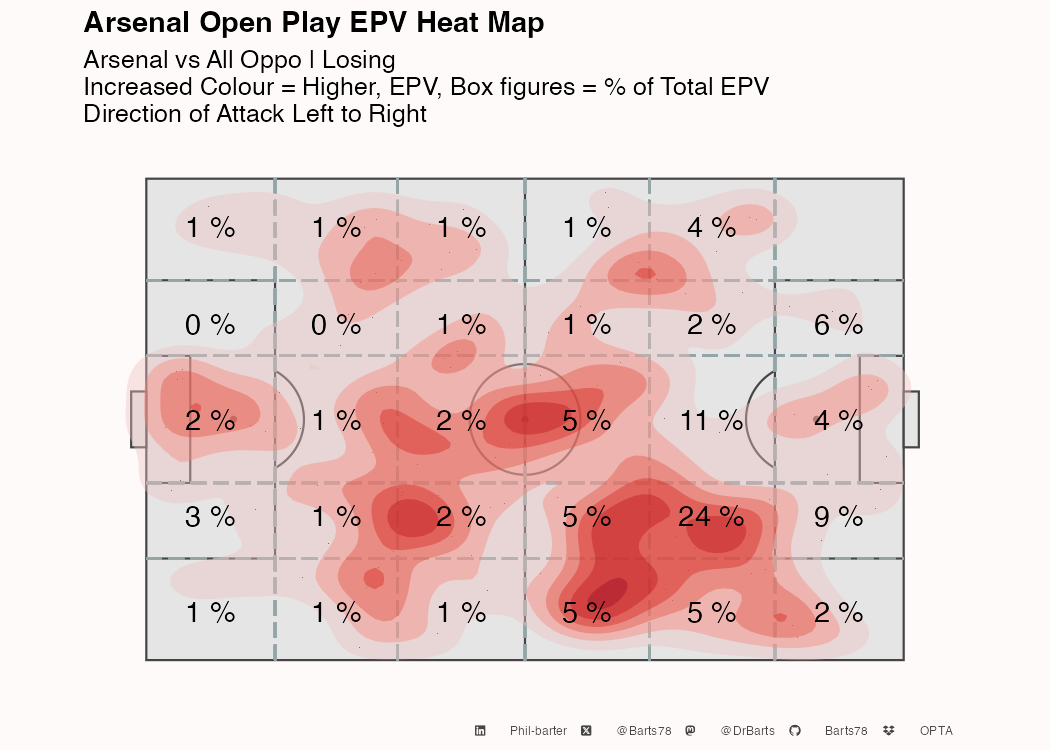 Arsenal Open Play EPV Heat Map
Arsenal vs All Oppo | Losing
Increased Colour = Higher, EPV, Box figures = % of Total EPV
Direction of Attack Left to Right
1 % 1 % 1 % 1 % 4 %
0 % 0 % 1 % 1 % 2 % 6 %
2 % 1 % 2 % 5 % 11 % 4 %
3 % 1 % 2 % 5 % 24 % 9 %
1 % 1 % 1 % 5 % 5 % 2 %
Phil-barter @Barts78 @DrBarts Barts78 OPTA